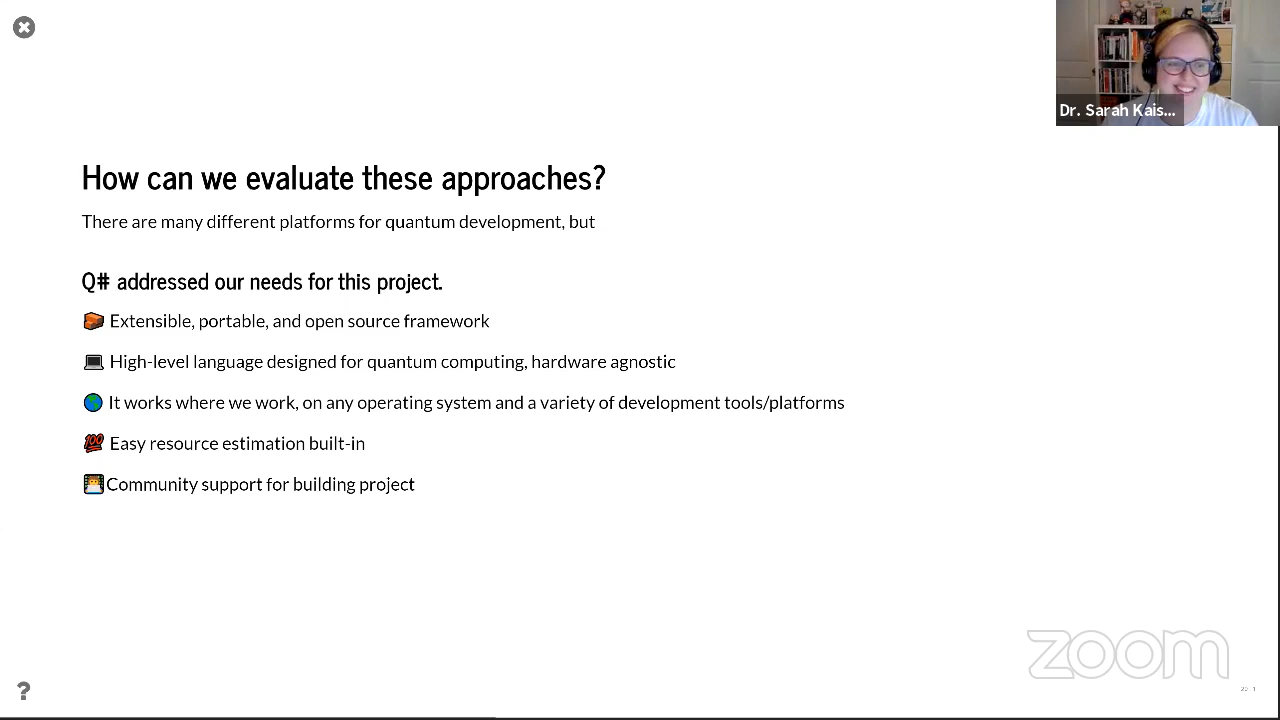 Dr. Sarah Kais...
How can we evaluate these approaches?
There are many different platforms for quantum development, but
Q# addressed our needs for this project.
Extensible, portable, and open source framework
High-level language designed for quantum computing, hardware agnostic
It works where we work, on any operating system and a variety of development tools/platforms
💯 Easy resource estimation built-in
Community support for building project
zoom
?
20 1